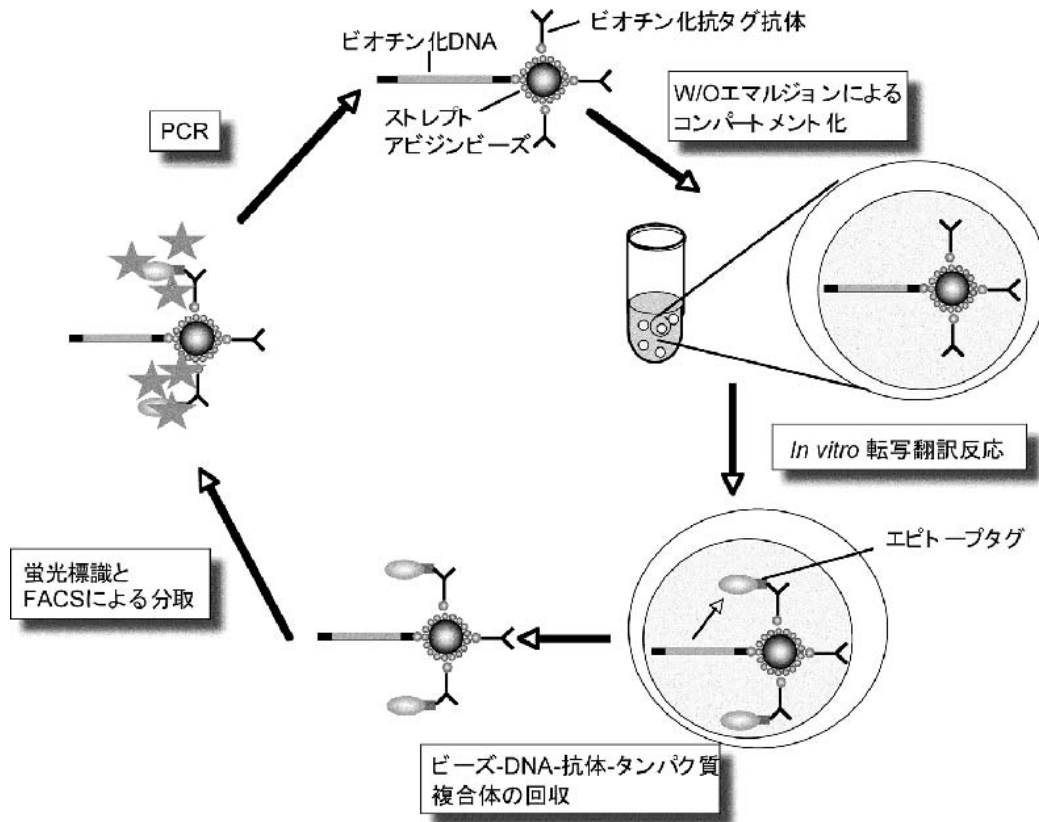 ビオチン化抗タグ抗体
ビオチン化DNA
ストレプト
アビジンビーズ
W/Oエマルジョンによる
コンパートメント化
PCR
In vitro 転写翻訳反応
エピトープタグ
蛍光標識と
FACSによる分取
ビーズ-DNA-抗体-タンパク質
複合体の回収